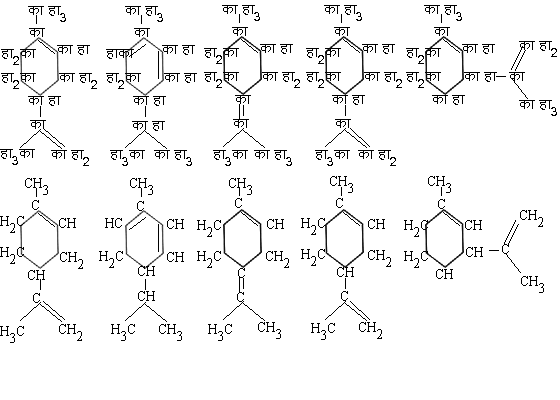 का हा3 का हा3 का हा3 का हा3 का हा3
का का का का का
हा2का का हा हाका का हा हा2का का हा हा2का का हा हा2का का हा का हा2
हा2का का हा2 हा2का का हा हा2का का हा2 हा2का का हा2 हा2का का हा का
का हा का हा का का हा का हा का हा3
का का हा का का
हा3का का हा2 हा3का का हा3 हा3का का हा3 हा3का का हा2
CH3 CH3 CH3 CH3 CH3
C C C C C
H2C CH HC CH H2C CH H2C CH H2C CH CH2
H2C CH2 H2C CH H2C CH2 H2C CH2 H2C CH C
CH CH C CH CH CH3
C CH C C
H3C CH2 H3C CH3 H3C CH3 H3C CH2